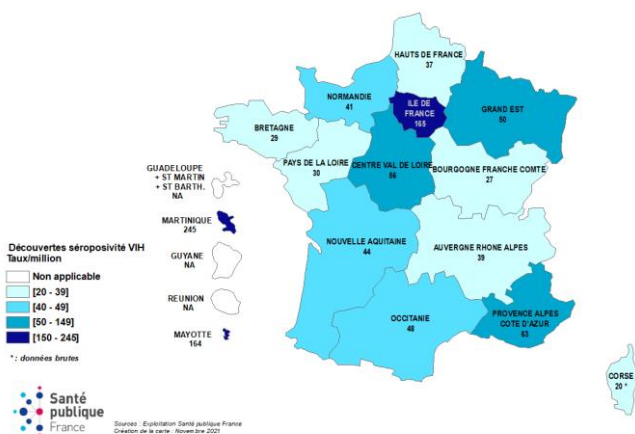 HAUTS DE FRANCE
37
NORMANDIE
41
ILE DE
FRANCE
165
GRAND EST
50
BRETAGNE
29
PAYS DE LA LOIRE
30
CENTRE VAL DE LOIRE
56
BOURGOGNE FRANCHE COMTE
27
GUADELOUPE
+ ST MARTIN
+ ST BARTH.
NA
MARTINIQUE
245
NOUVELLE AQUITAINE
44
AUVERGNE RHONE ALPES
39
GUYANE
NA
REUNION
NA
MAYOTTE
164
OCCITANIE
48
PROVENCE ALPES
COTE D'AZUR
63
CORSE
20 *
Découvertes séropositivité VIH
Taux/million
Non applicable
[20 - 39]
[40 - 49]
[50 - 149]
[150 - 245]
* : données brutes
Santé
publique
France
Sources : Exploitation Santé publique France
Création de la carte : Novembre 2021